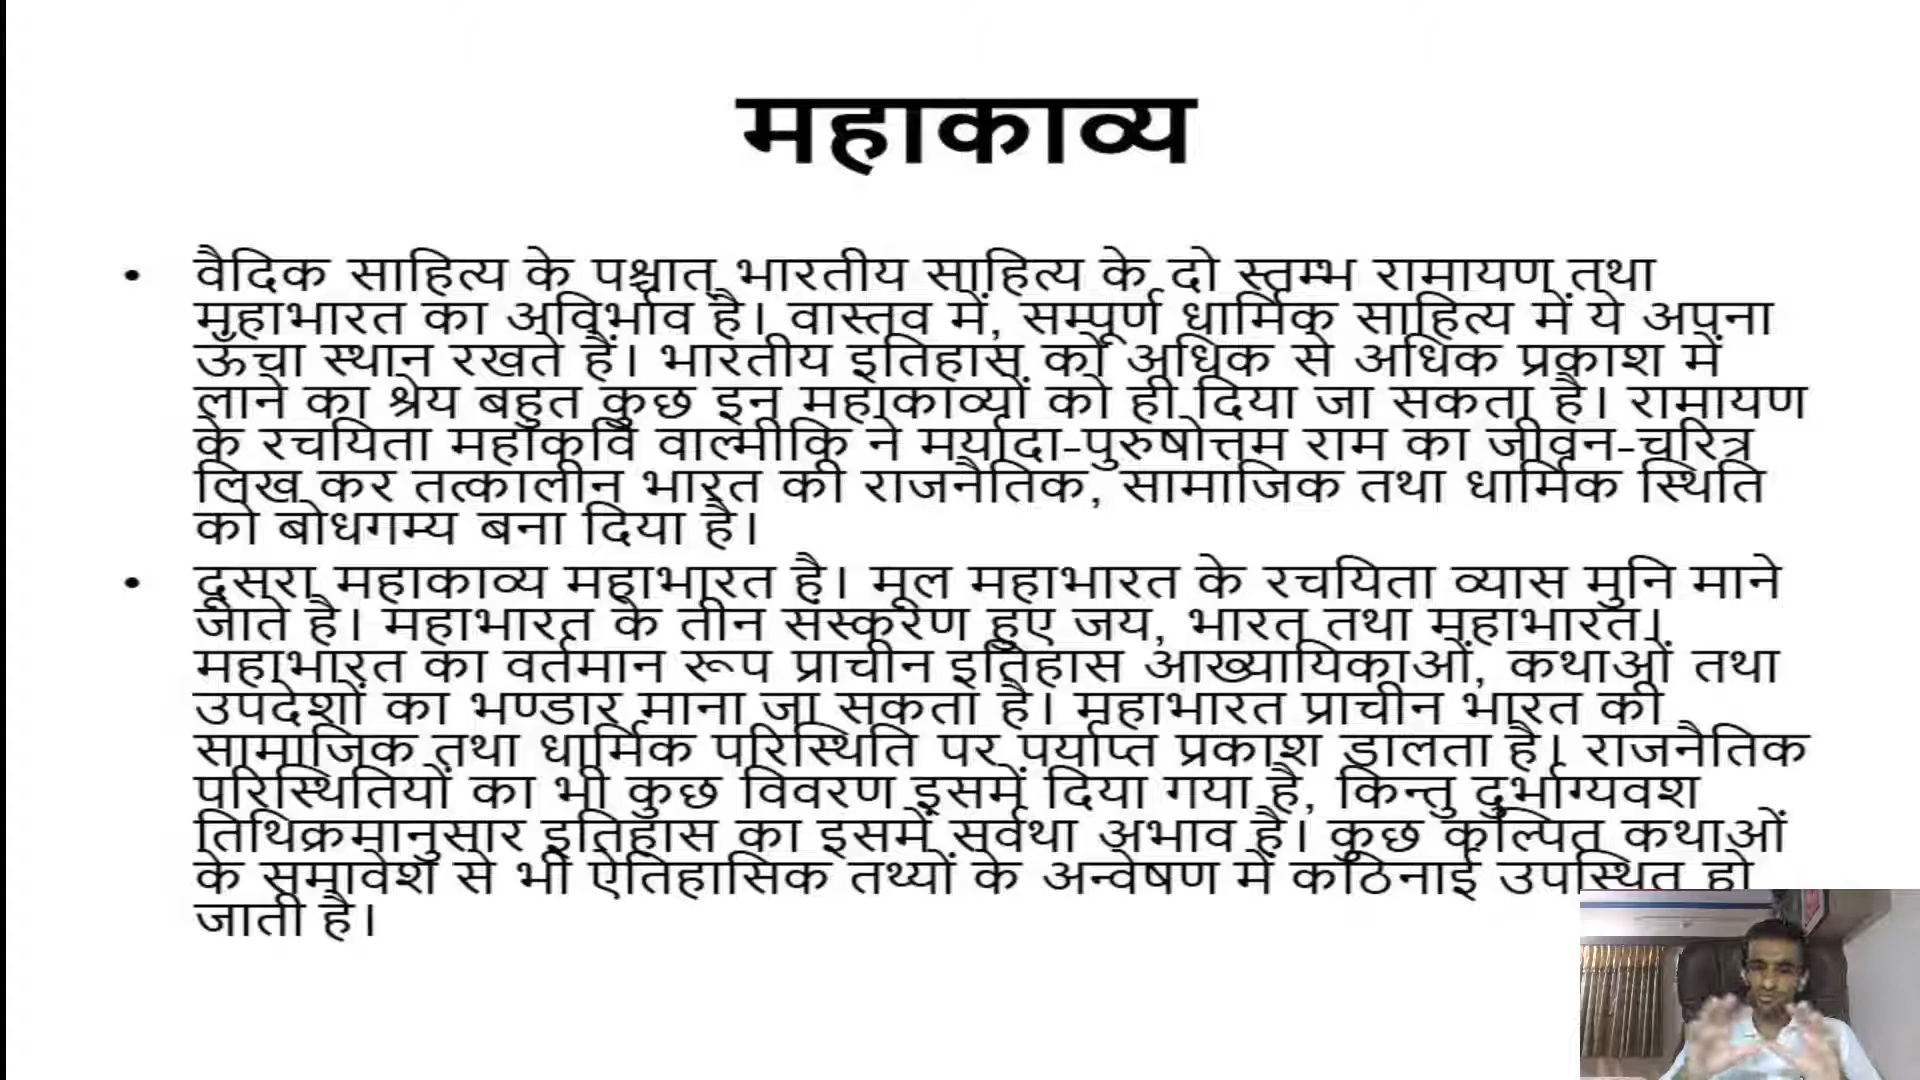 महाकाव्य
• वैदिक साहित्य के पश्चात् भारतीय साहित्य के दो स्तम्भ रामायण तथा
महाभारत का अविर्भाव है। वास्तव में, सम्पूर्ण धार्मिक साहित्य में ये अपना
ऊँचा स्थान रखते हैं। भारतीय इतिहास को अधिक से अधिक प्रकाश में
लाने का श्रेय बहुत कुछ इन महाकाव्यों को ही दिया जा सकता है। रामायण
के रचयिता महाकवि वाल्मीकि ने मर्यादा-पुरुषोत्तम राम का जीवन-चरित्र
लिख कर तत्कालीन भारत की राजनैतिक, सामाजिक तथा धार्मिक स्थिति
को बोधगम्य बना दिया है।
• दूसरा महाकाव्य महाभारत है। मूल महाभारत के रचयिता व्यास मुनि माने
जाते है। महाभारत के तीन संस्करण हुए जय, भारत तथा महाभारत।
महाभारत का वर्तमान रूप प्राचीन इतिहास आख्यायिकाओं, कथाओं तथा
उपदेशों का भण्डार माना जा सकता है। महाभारत प्राचीन भारत की
सामाजिक तथा धार्मिक परिस्थिति पर पर्याप्त प्रकाश डालता है। राजनैतिक
परिस्थितियों का भी कुछ विवरण इसमें दिया गया है, किन्तु दुर्भाग्यवश
तिथिक्रमानुसार इतिहास का इसमें सर्वथा अभाव है। कुछ कल्पित कथाओं
के समावेश से भी ऐतिहासिक तथ्यों के अन्वेषण में कठिनाई उपस्थित हो
जाती है।